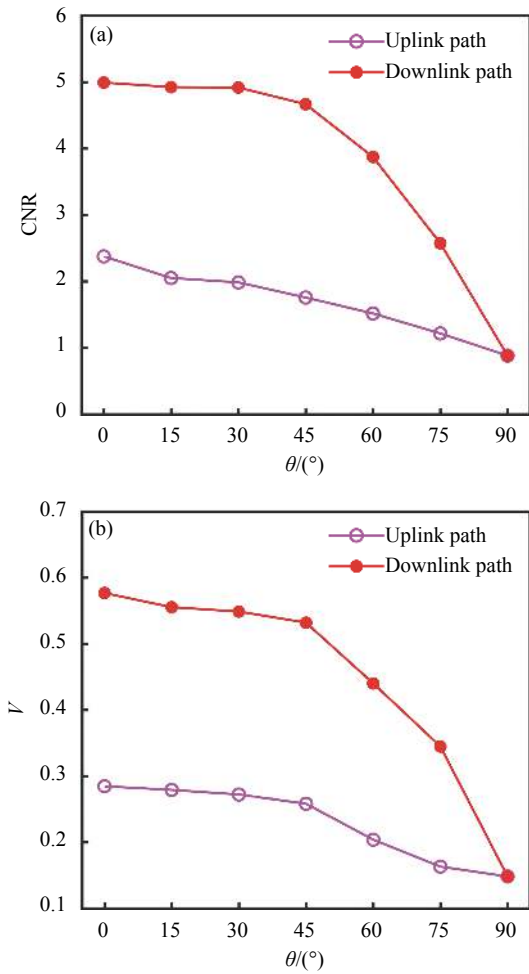 (a)
Uplink path
Downlink path
6
5
4
3
2
1
0
CNR
0 15 30 45 60 75 90
θ/(°)
(b)
Uplink path
Downlink path
0.7
0.6
0.5
0.4
0.3
0.2
0.1
V
0 15 30 45 60 75 90
θ/(°)